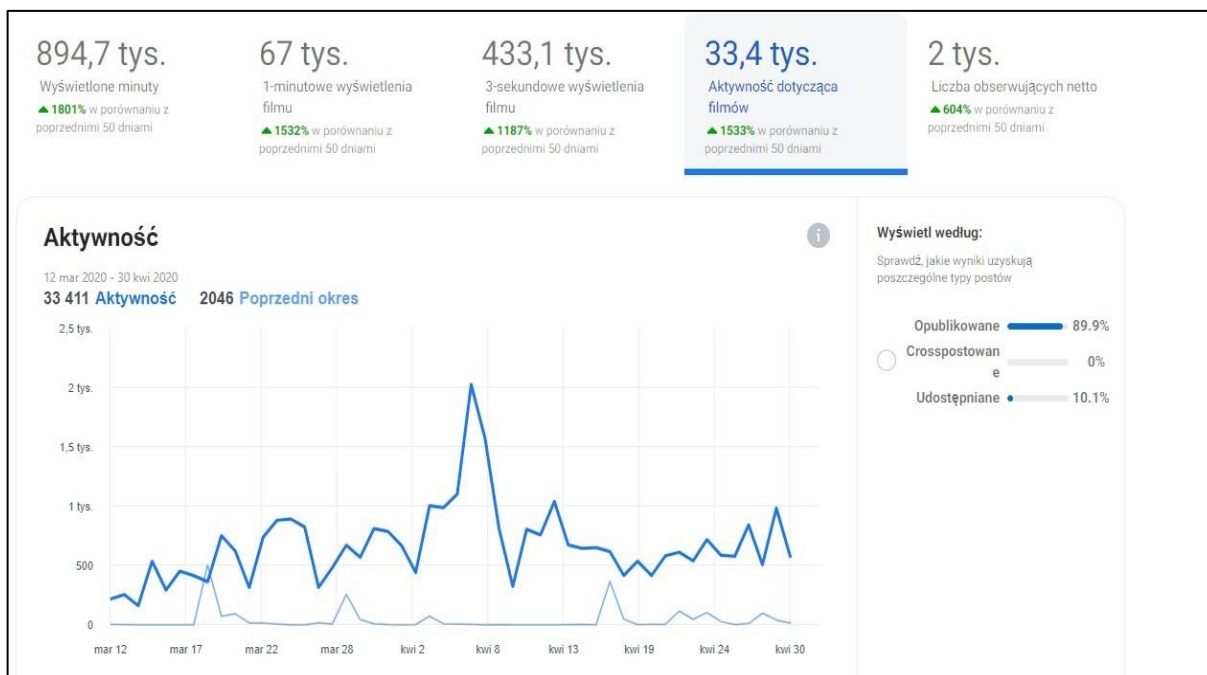 894,7 tys.
Wyświetlone minuty
1801% w porównaniu z
poprzednimi 50 dniami
67 tys.
1-minutowe wyświetlenia
filmu
1532% w porównaniu z
poprzednimi 50 dniami
433,1 tys.
3-sekundowe wyświetlenia
filmu
1187% w porównaniu z
poprzednimi 50 dniami
33,4 tys.
Aktywność dotycząca
filmów
1533% w porównaniu z
poprzednimi 50 dniami
2 tys.
Liczba obserwujących netto
604% w porównaniu z
poprzednimi 50 dniami
Aktywność
i
12 mar 2020 - 30 kwi 2020
33 411 Aktywność 2046 Poprzedni okres
2,5 tys.
2 tys.
1,5 tys.
1 tys.
500
0
mar 12 mar 17 mar 22 mar 28 kwi 2 kwi 8 kwi 13 kwi 19 kwi 24 kwi 30
Wyświetl według:
Sprawdź, jakie wyniki uzyskują
poszczególne typy postów
Opublikowane 89.9%
Crosspostowan
e 0%
Udostępniane 10.1%